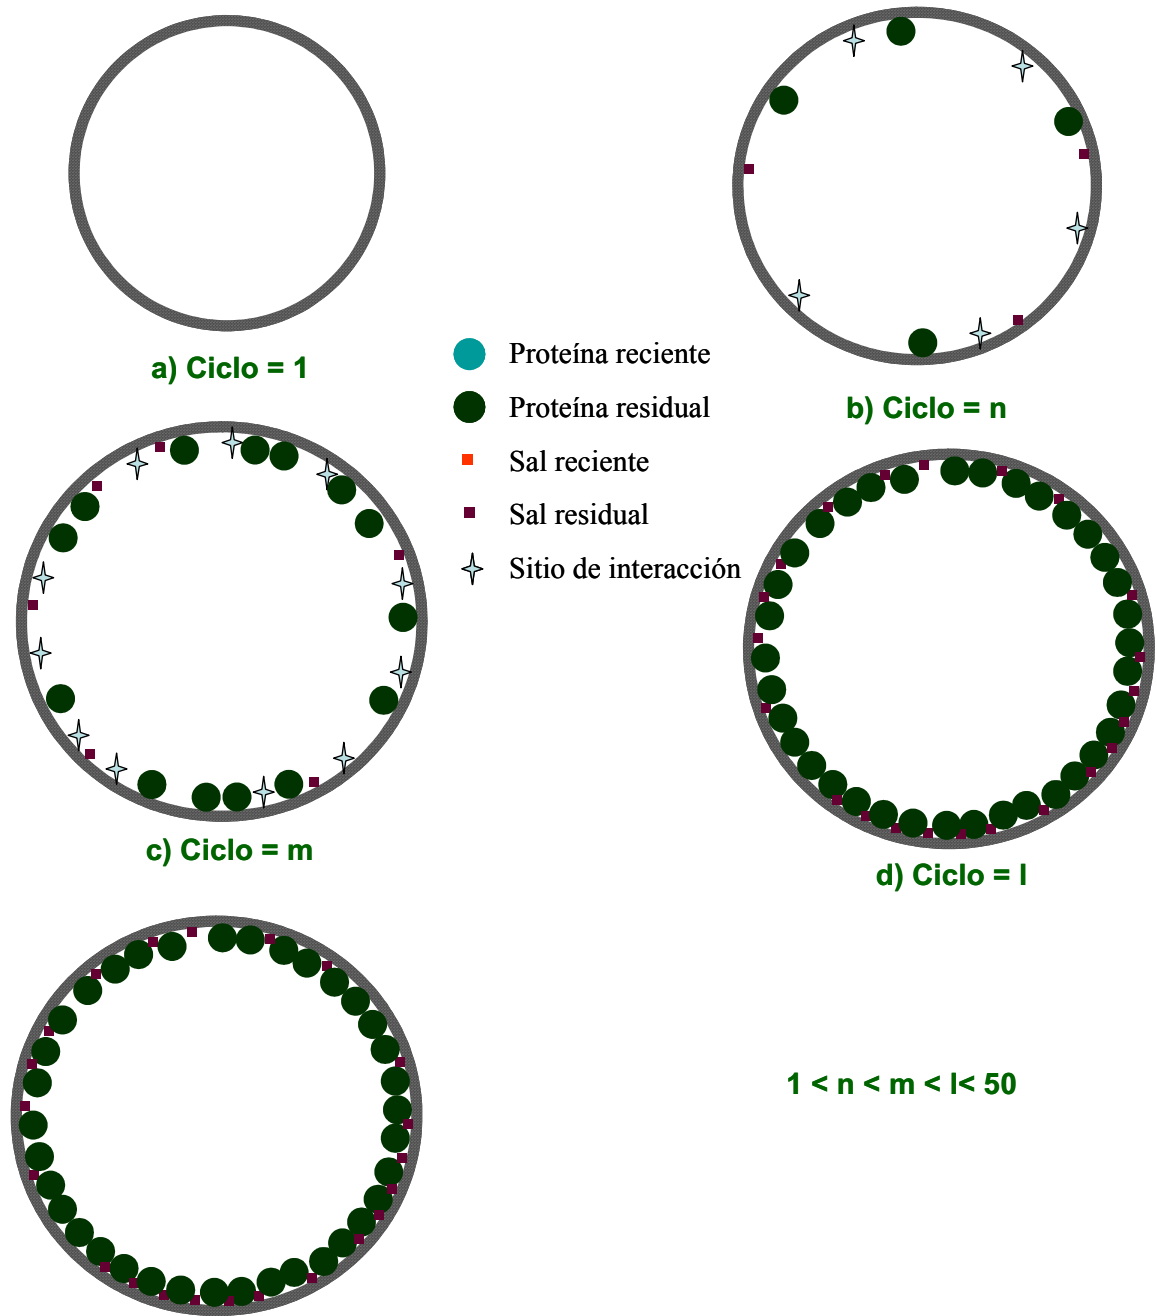 a) Ciclo = 1
Proteína reciente
Proteína residual
b) Ciclo = n
Sal reciente
Sal residual
Sitio de interacción
c) Ciclo = m
d) Ciclo = l
1 < n < m < l< 50